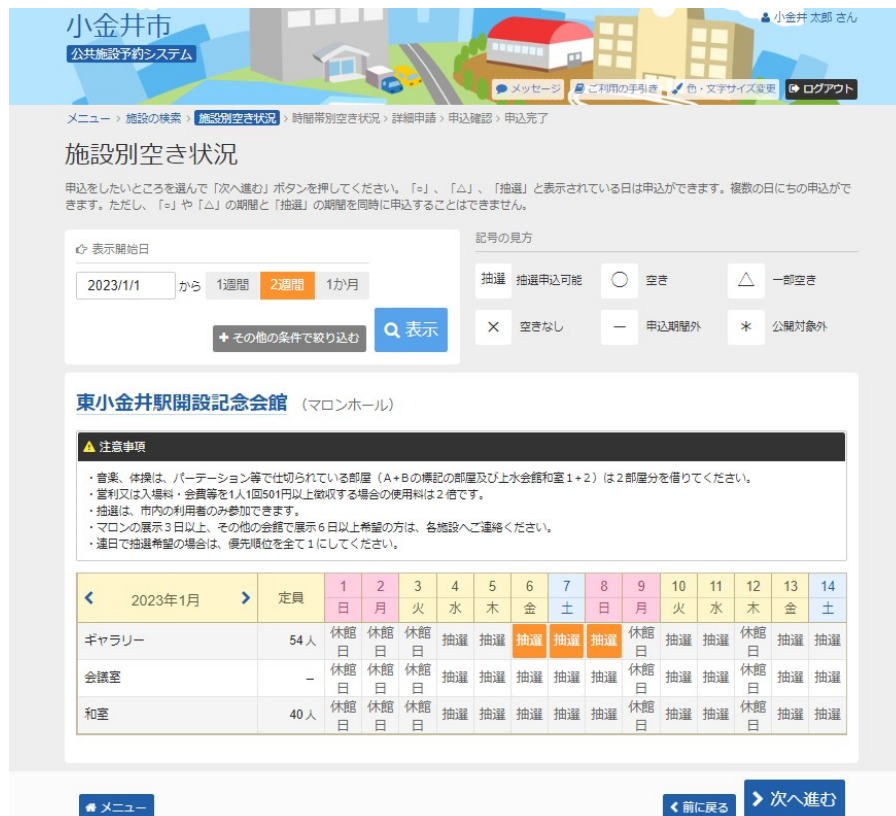 小金井市
公共施設予約システム
小金井 太郎 さん
メッセージ ご利用の手引き 色・文字サイズ変更 ログアウト
メニュー › 施設の検索 › 施設別空き状況 › 時間帯別空き状況 › 詳細申請 › 申込確認 › 申込完了
施設別空き状況
申込をしたいところを選んで「次へ進む」ボタンを押してください。「○」、「△」、「抽選」と表示されている日は申込ができます。複数の日にちの申込がで
きます。ただし、「○」や「△」の期間と「抽選」の期間を同時に申込することはできません。
表示開始日
2023/1/1 から 1週間 2週間 1か月
+ その他の条件で絞り込む 表示
記号の見方
抽選 抽選申込可能 ○ 空き △ 一部空き
× 空きなし － 申込期間外 ＊ 公開対象外
東小金井駅開設記念会館 （マロンホール）
注意事項
・音楽、体操は、パーテーション等で仕切られている部屋（A+Bの標記の部屋及び上水会館和室1+2）は２部屋分を借りてください。
・営利又は入場料・会費等を1人1回501円以上徴収する場合の使用料は２倍です。
・抽選は、市内の利用者のみ参加できます。
・マロンの展示３日以上、その他の会館で展示６日以上希望の方は、各施設へご連絡ください。
・連日で抽選希望の場合は、優先順位を全て１にしてください。
2023年1月 定員 1 2 3 4 5 6 7 8 9 10 11 12 13 14
日 月 火 水 木 金 土 日 月 火 水 木 金 土
ギャラリー 54人 休館日 休館日 休館日 抽選 抽選 抽選 抽選 抽選 休館日 抽選 抽選 休館日 抽選 抽選
会議室 － 休館日 休館日 休館日 抽選 抽選 抽選 抽選 抽選 休館日 抽選 抽選 休館日 抽選 抽選
和室 40人 休館日 休館日 休館日 抽選 抽選 抽選 抽選 抽選 休館日 抽選 抽選 休館日 抽選 抽選
メニュー 前に戻る 次へ進む